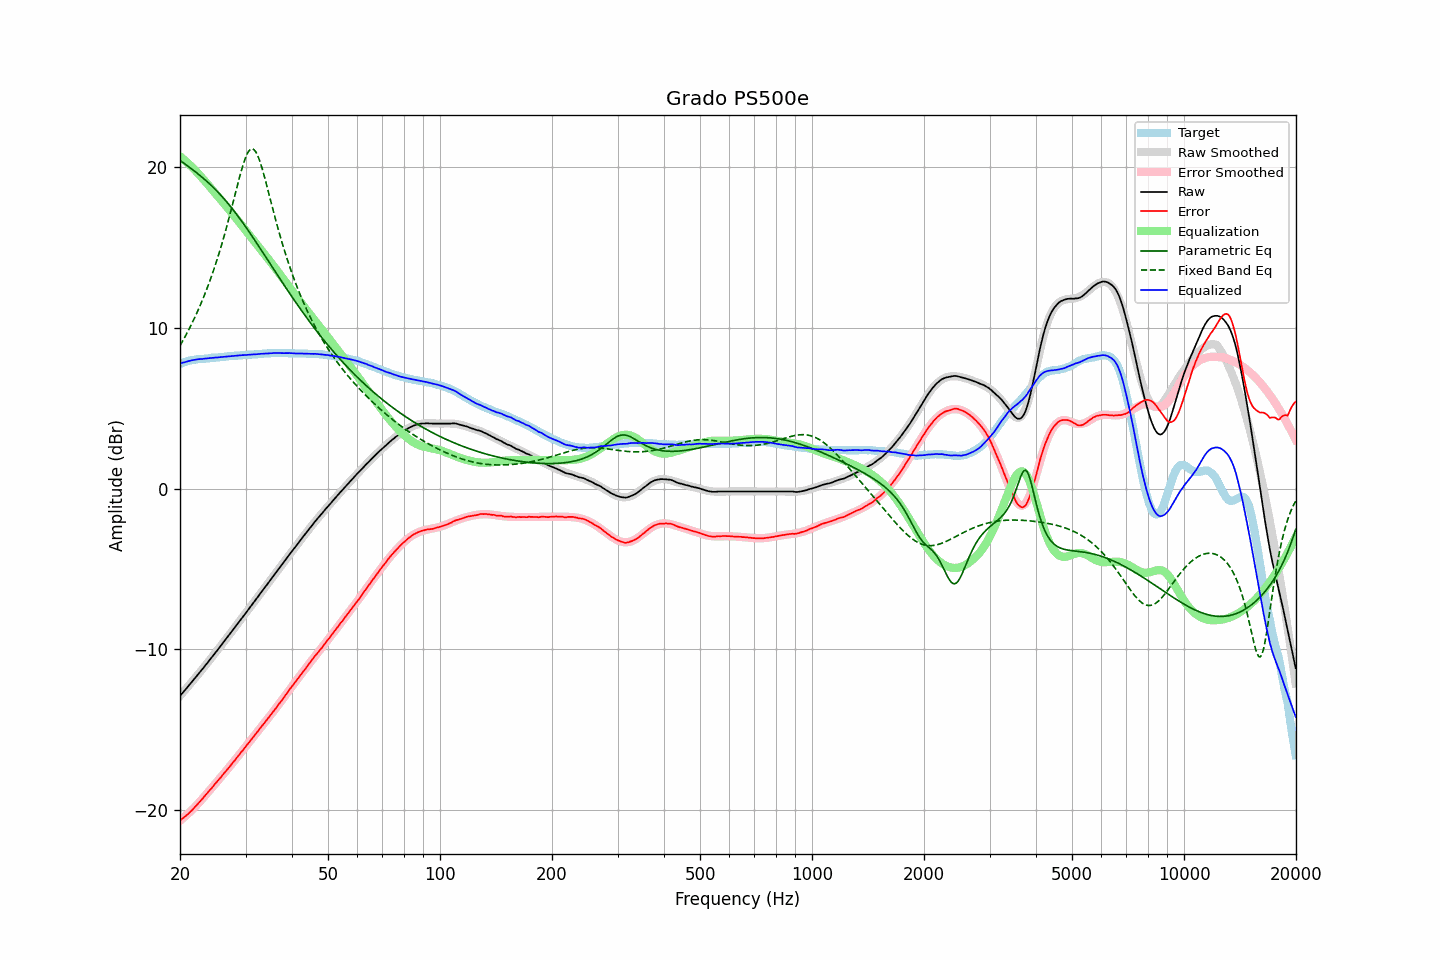 Grado PS500e
Amplitude (dBr)
20
10
0
−10
−20
Target
Raw Smoothed
Error Smoothed
Raw
Error
Equalization
Parametric Eq
Fixed Band Eq
Equalized
20 50 100 200 500 1000 2000 5000 10000 20000
Frequency (Hz)